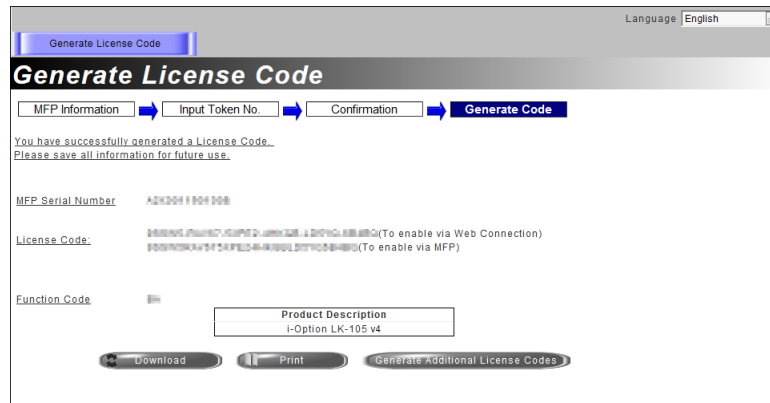 Language English
Generate License Code
Generate License Code
MFP Information Input Token No. Confirmation Generate Code
You have successfully generated a License Code.
Please save all information for future use.
MFP Serial Number
License Code: (To enable via Web Connection)
(To enable via MFP)
Function Code
Product Description
i-Option LK-105 v4
Download Print Generate Additional License Codes